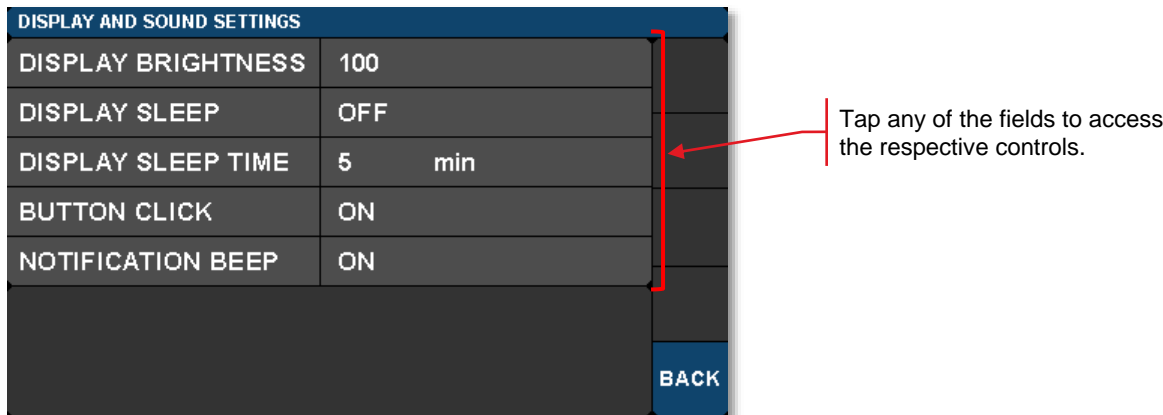 DISPLAY AND SOUND SETTINGS
DISPLAY BRIGHTNESS 100
DISPLAY SLEEP OFF
DISPLAY SLEEP TIME 5 min
BUTTON CLICK ON
NOTIFICATION BEEP ON
BACK
Tap any of the fields to access
the respective controls.